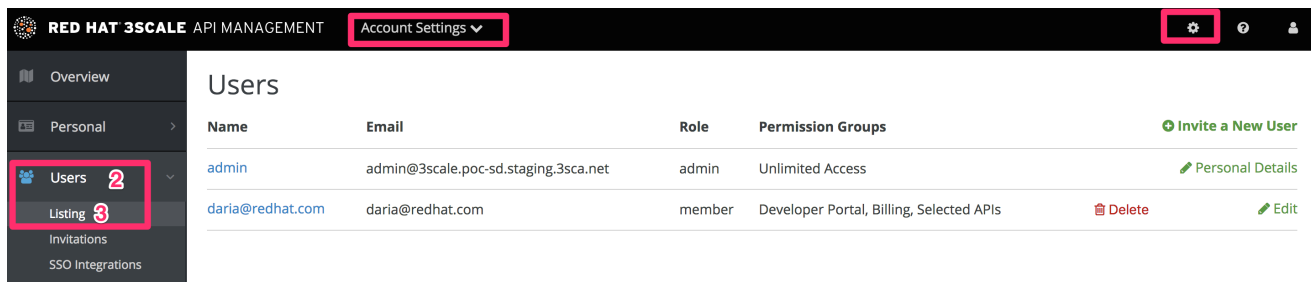 RED HAT 3SCALE API MANAGEMENT Account Settings
Overview
Users
Personal
Name Email Role Permission Groups Invite a New User
admin admin@3scale.poc-sd.staging.3sca.net admin Unlimited Access Personal Details
Users 2
daria@redhat.com daria@redhat.com member Developer Portal, Billing, Selected APIs Delete Edit
Listing 3
Invitations
SSO Integrations